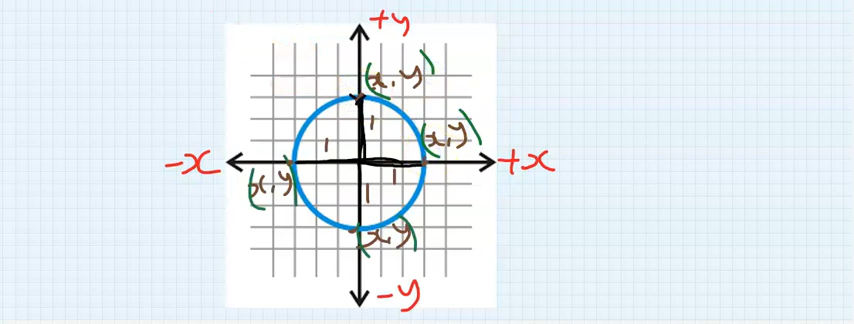 +y
(x, y)
1
(x, y)
1
-x
+x
(x, y)
1
1
(x, y)
-y